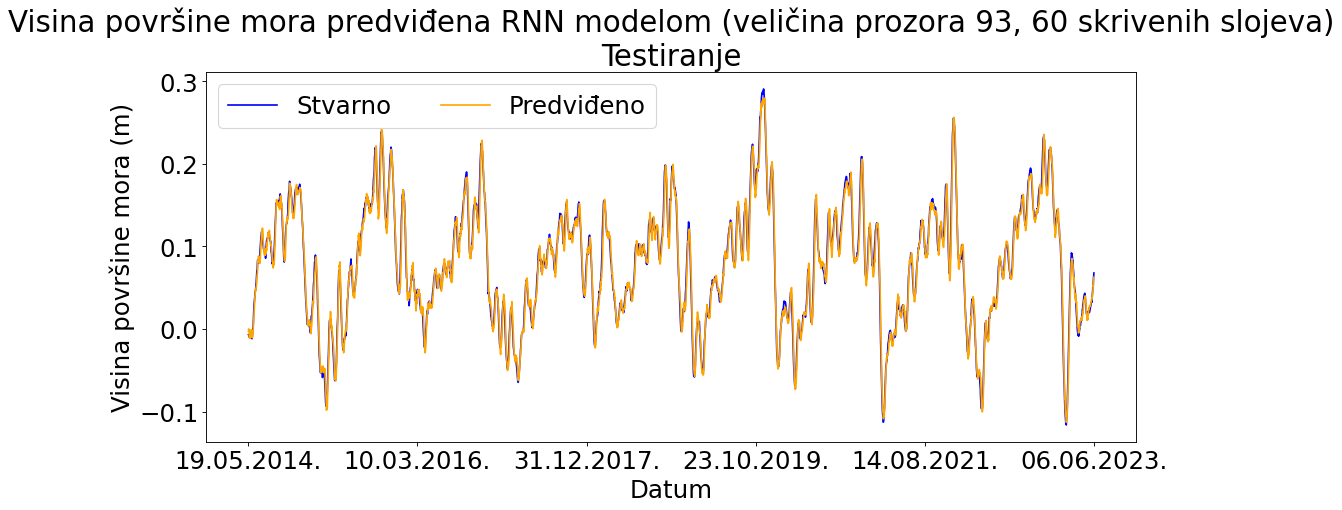 Visina površine mora predviđena RNN modelom (veličina prozora 93, 60 skrivenih slojeva)
Testiranje
Stvarno
Predviđeno
Visina površine mora (m)
0.3
0.2
0.1
0.0
−0.1
19.05.2014.
10.03.2016.
31.12.2017.
23.10.2019.
14.08.2021.
06.06.2023.
Datum